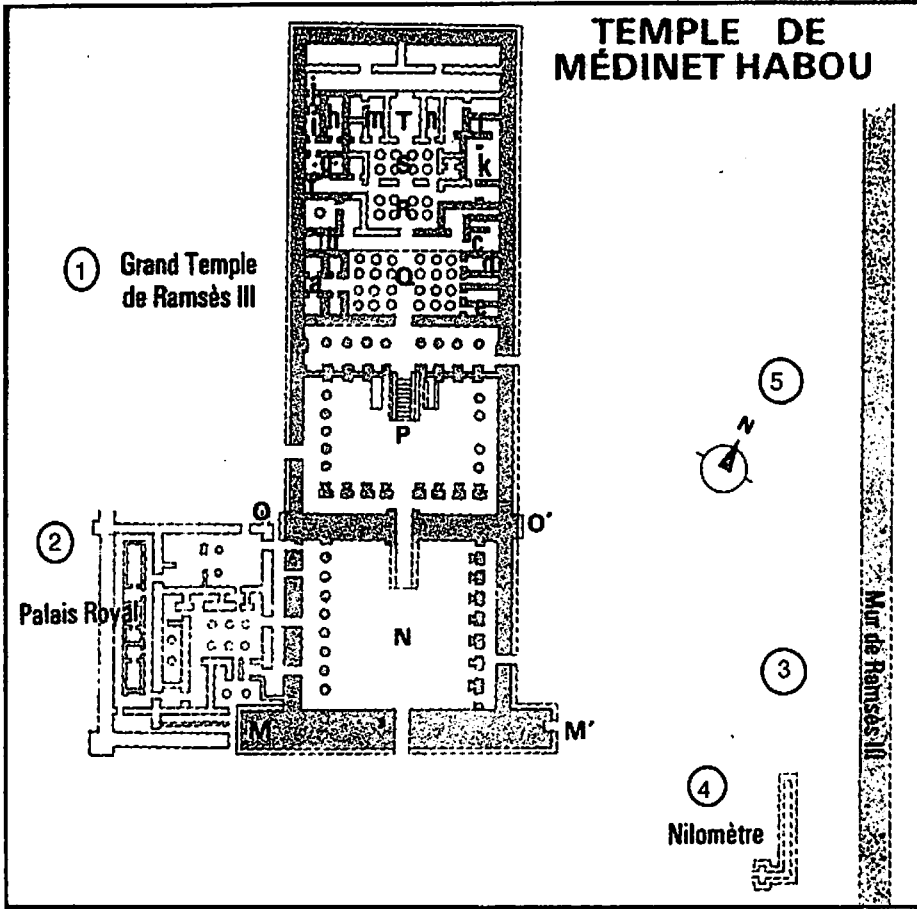 TEMPLE DE
MÉDINET HABOU
m T h
i
k
S
R
c
Q
d
a
1 Grand Temple
de Ramsès III
5
N
P
O O'
2
Palais Royal
N
3
Mur de Ramsès III
M M'
4
Nilomètre